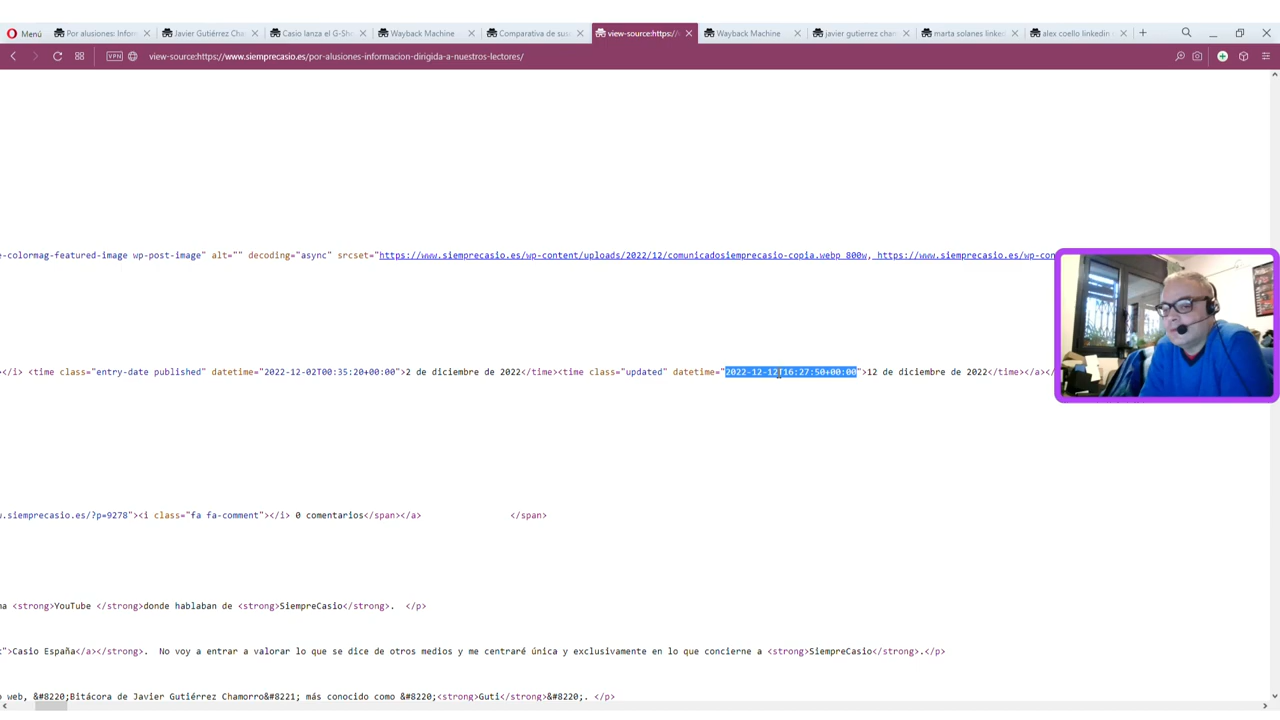 Menú
Por alusiones: Inform
Javier Gutiérrez Cha
Casio lanza el G-Sh
Wayback Machine
Comparativa de sus
view-source:https://
Wayback Machine
javier gutierrez cham
marta solanes linked
alex coello linkedin
VPN
view-source:https://www.siemprecasio.es/por-alusiones-informacion-dirigida-a-nuestros-lectores/
e-colormag-featured-image wp-post-image" alt="" decoding="async" srcset="https://www.siemprecasio.es/wp-content/uploads/2022/12/comunicadosiemprecasio-copia.webp 800w, https://www.siemprecasio.es/wp-con
></i> <time class="entry-date published" datetime="2022-12-02T00:35:20+00:00">2 de diciembre de 2022</time><time class="updated" datetime="2022-12-12T16:27:50+00:00">12 de diciembre de 2022</time></a></
w.siemprecasio.es/?p=9278"><i class="fa fa-comment"></i> 0 comentarios</span></a> </span>
ma <strong>YouTube </strong>donde hablaban de <strong>SiempreCasio</strong>. </p>
">Casio España</a></strong>. No voy a entrar a valorar lo que se dice de otros medios y me centraré única y exclusivamente en lo que concierne a <strong>SiempreCasio</strong>.</p>
o web, &#8220;Bitácora de Javier Gutiérrez Chamorro&#8221; más conocido como &#8220;<strong>Guti</strong>&#8220;. </p>